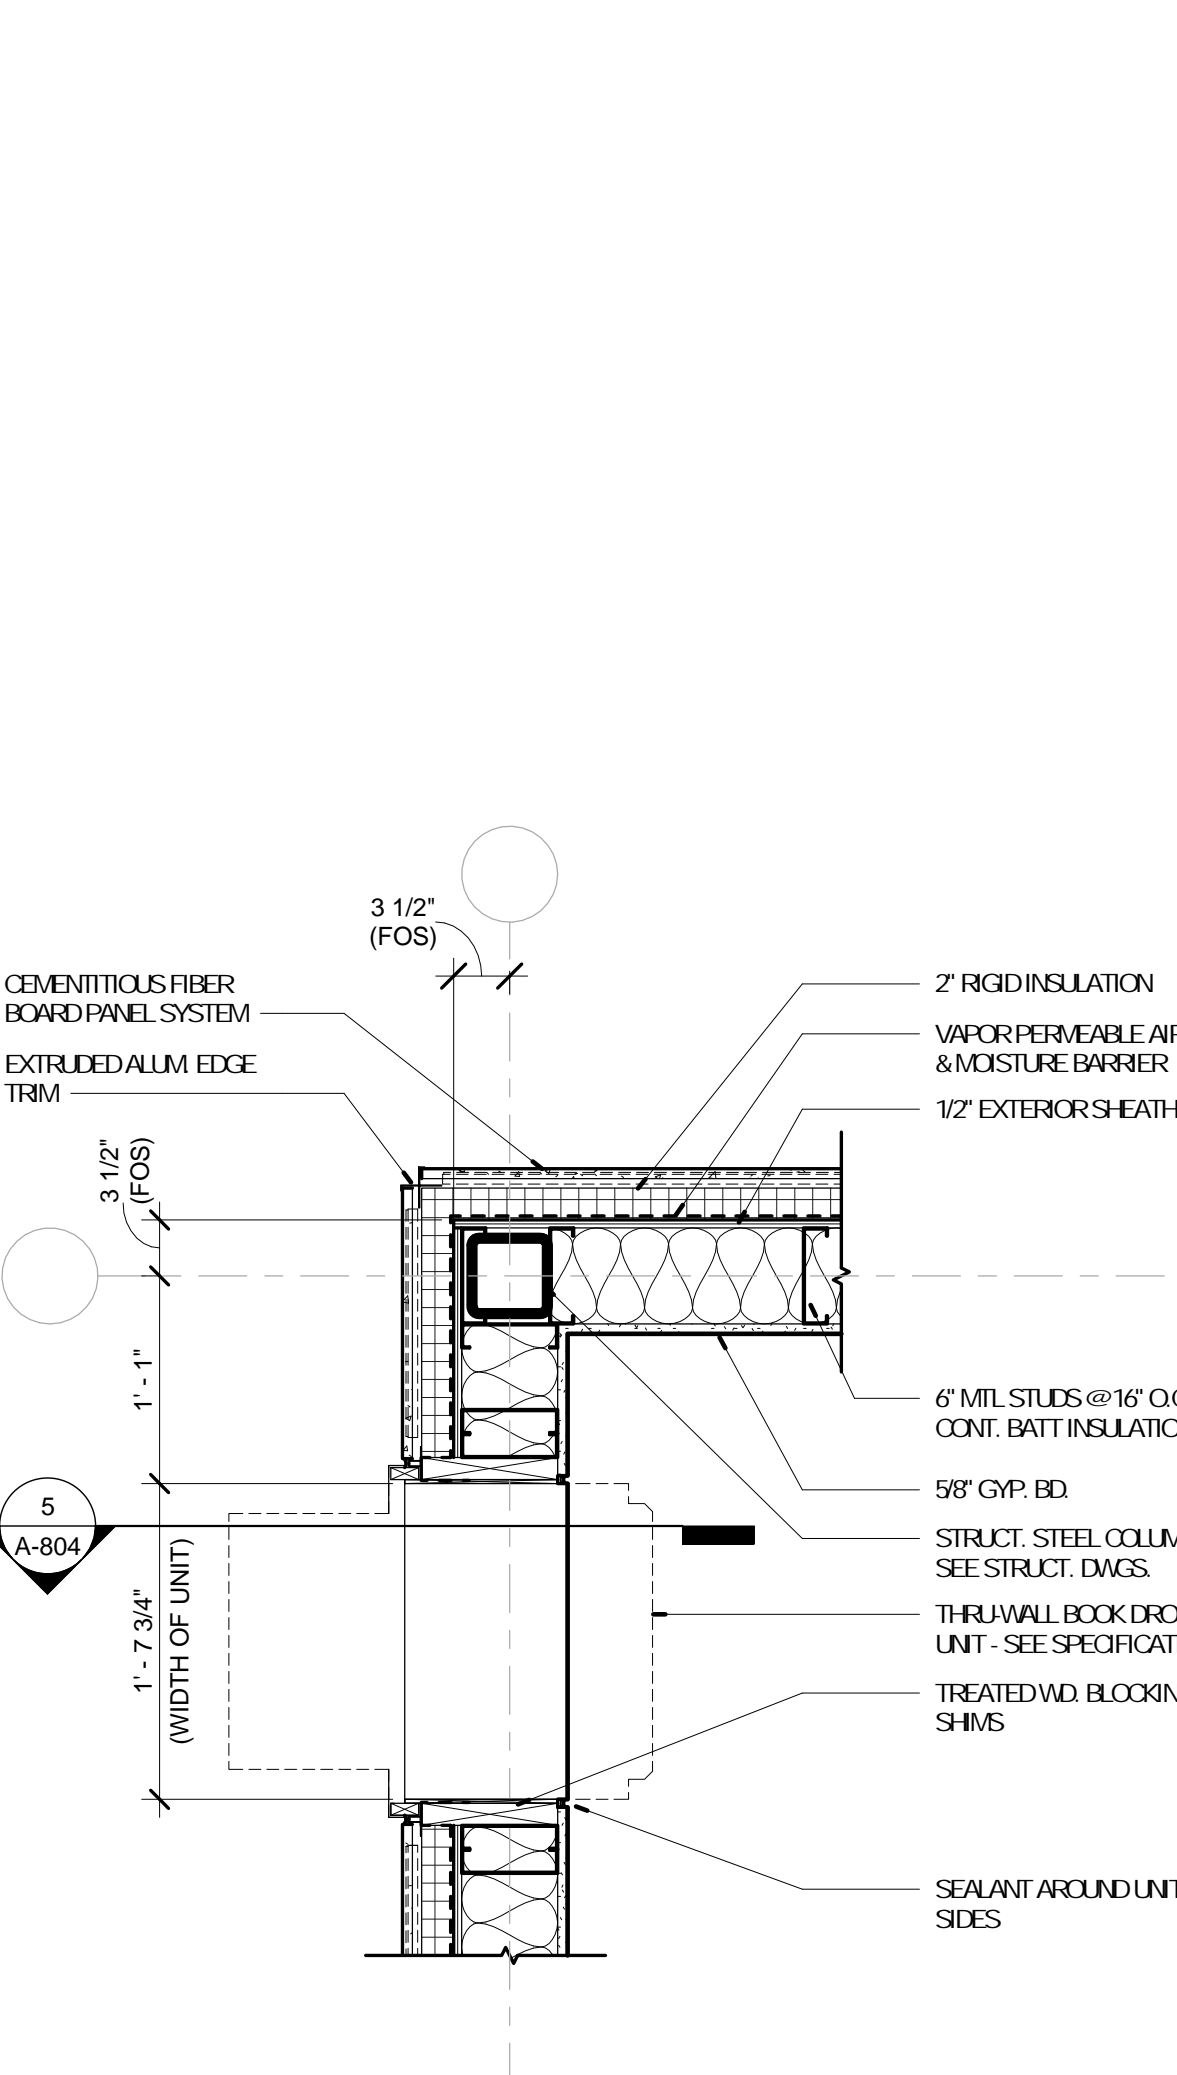 3 1/2"
(FOS)
CEMENTITIOUS FIBER
BOARD PANEL SYSTEM
EXTRUDED ALUM. EDGE
TRIM
3 1/2"
(FOS)
2" RIGID INSULATION
VAPOR PERMEABLE AIR
& MOISTURE BARRIER
1/2" EXTERIOR SHEATH
1' - 1"
6" MTL STUDS @ 16" O.C
CONT. BATT INSULATIO
5/8" GYP. BD.
5
A-804
STRUCT. STEEL COLUM
SEE STRUCT. DWGS.
1' - 7 3/4"
(WIDTH OF UNIT)
THRU-WALL BOOK DRO
UNIT - SEE SPECIFICAT
TREATED WD. BLOCKIN
SHIMS
SEALANT AROUND UNIT
SIDES